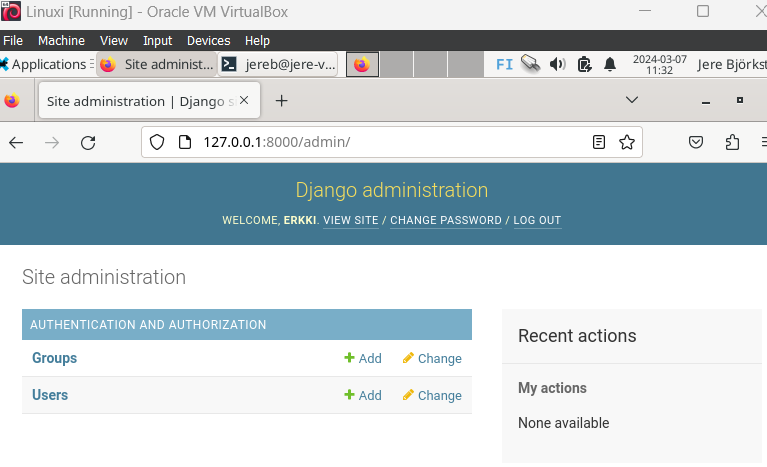 Linuxi [Running] - Oracle VM VirtualBox
File Machine View Input Devices Help
Applications Site administ... jereb@jere-v... FI 2024-03-07 Jere Björkst
11:32
Site administration | Django s
127.0.0.1:8000/admin/
Django administration
WELCOME, ERKKI. VIEW SITE / CHANGE PASSWORD / LOG OUT
Site administration
AUTHENTICATION AND AUTHORIZATION
Groups Add Change
Users Add Change
Recent actions
My actions
None available